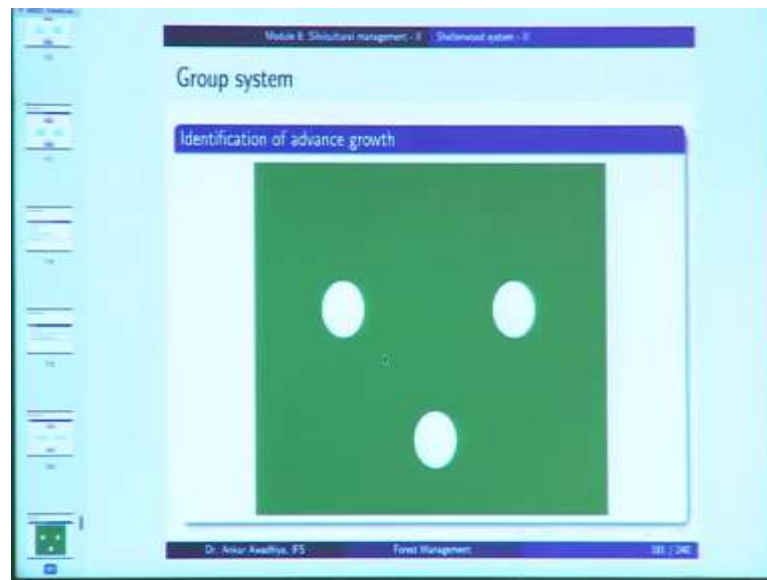 Module 8: Silvicultural management - II Shelterwood system - II
Group system
Identification of advance growth
Dr. Ankur Awadhiya, IFS Forest Management